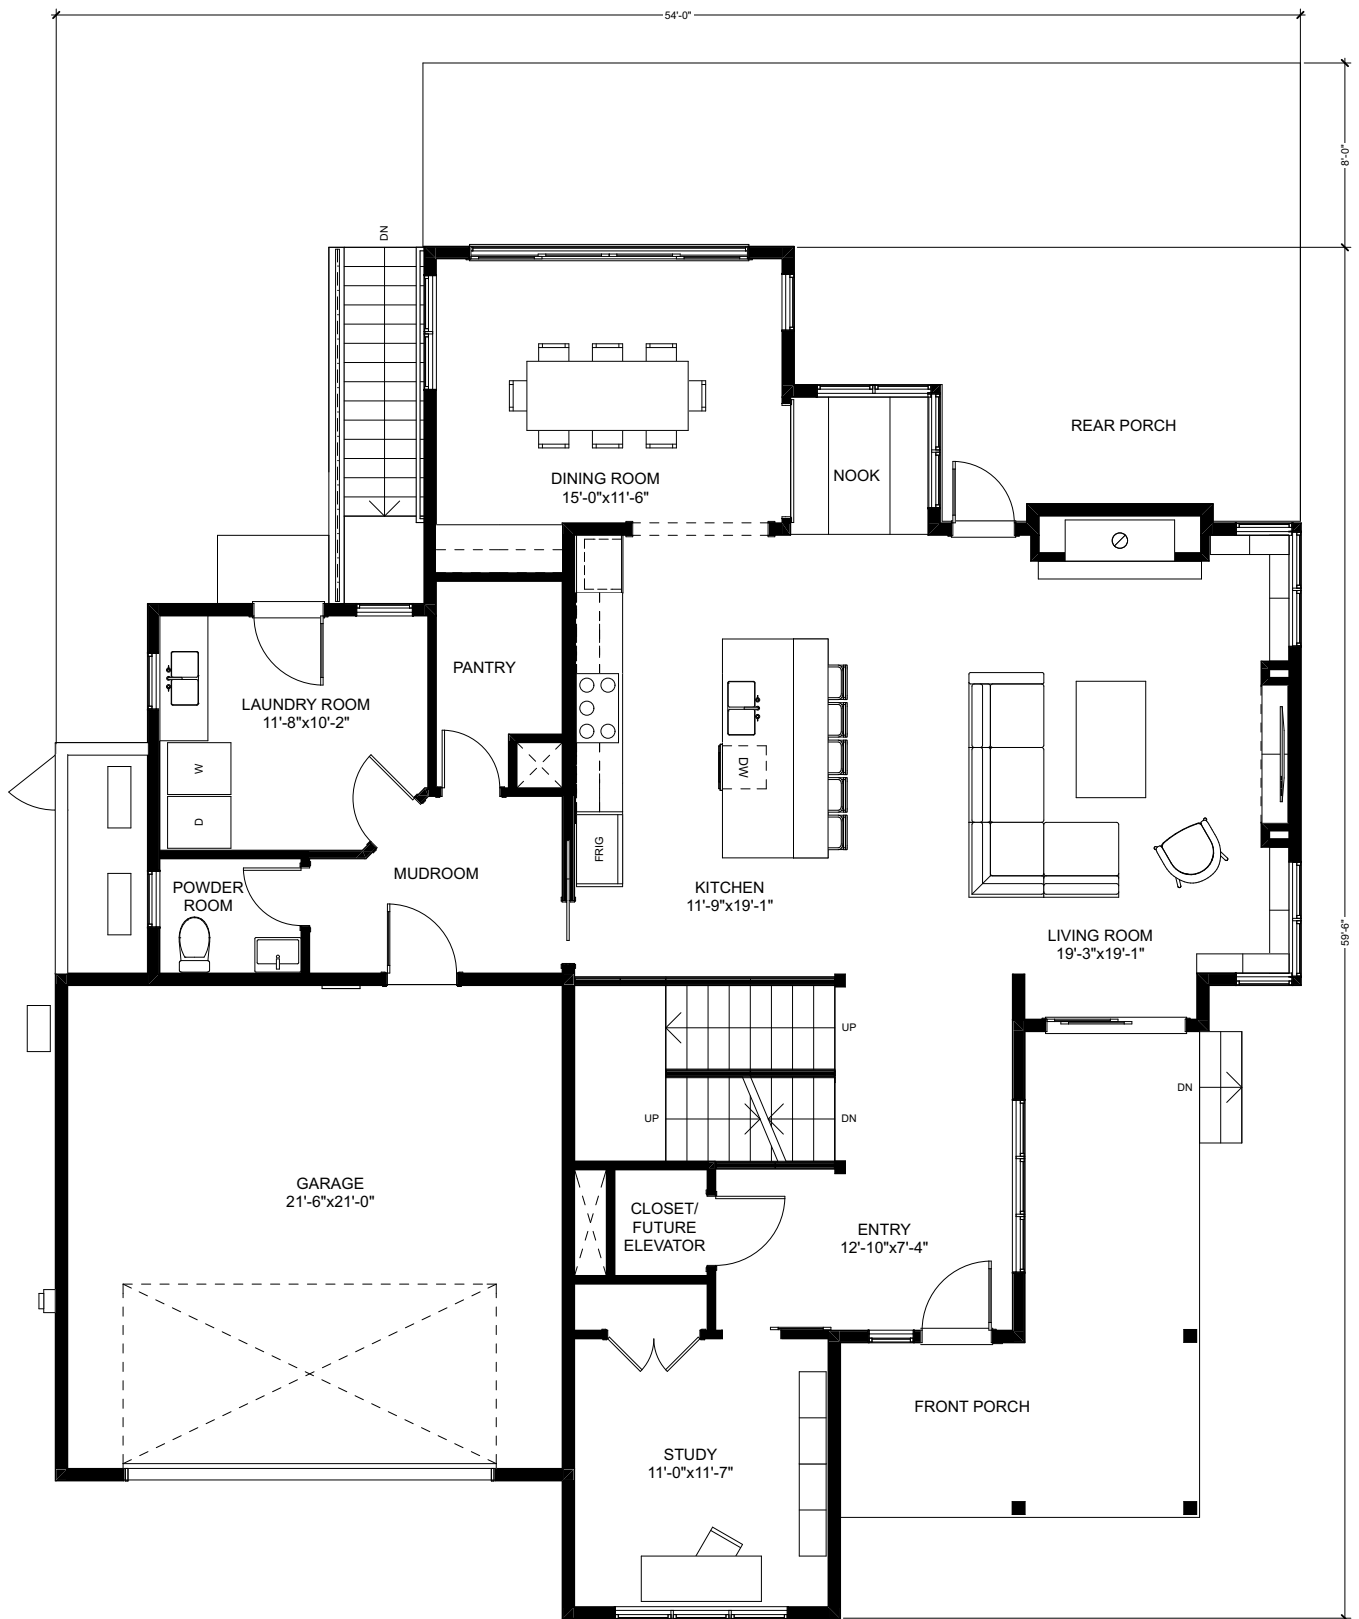 54'-0"
8'-0"
DN
REAR PORCH
DINING ROOM
15'-0"x11'-6"
NOOK
PANTRY
LAUNDRY ROOM
11'-8"x10'-2"
W
DW
D
FRIG
MUDROOM
POWDER
ROOM
KITCHEN
11'-9"x19'-1"
LIVING ROOM
19'-3"x19'-1"
59'-6"
UP
DN
UP
DN
GARAGE
21'-6"x21'-0"
CLOSET/
FUTURE
ELEVATOR
ENTRY
12'-10"x7'-4"
FRONT PORCH
STUDY
11'-0"x11'-7"